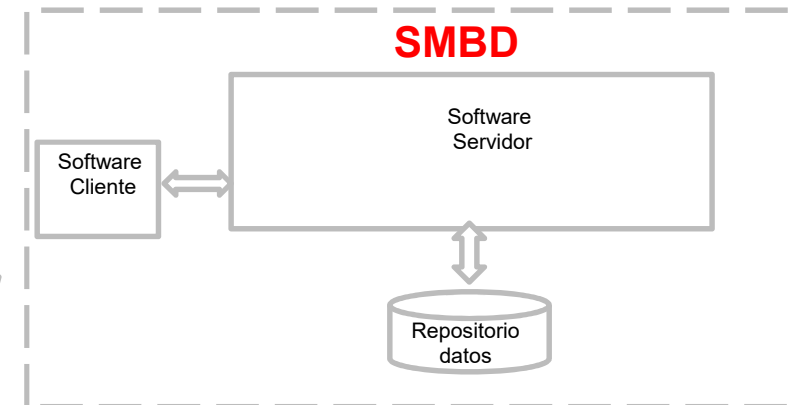 SMBD
Software
Servidor
Software
Cliente
Repositorio
datos